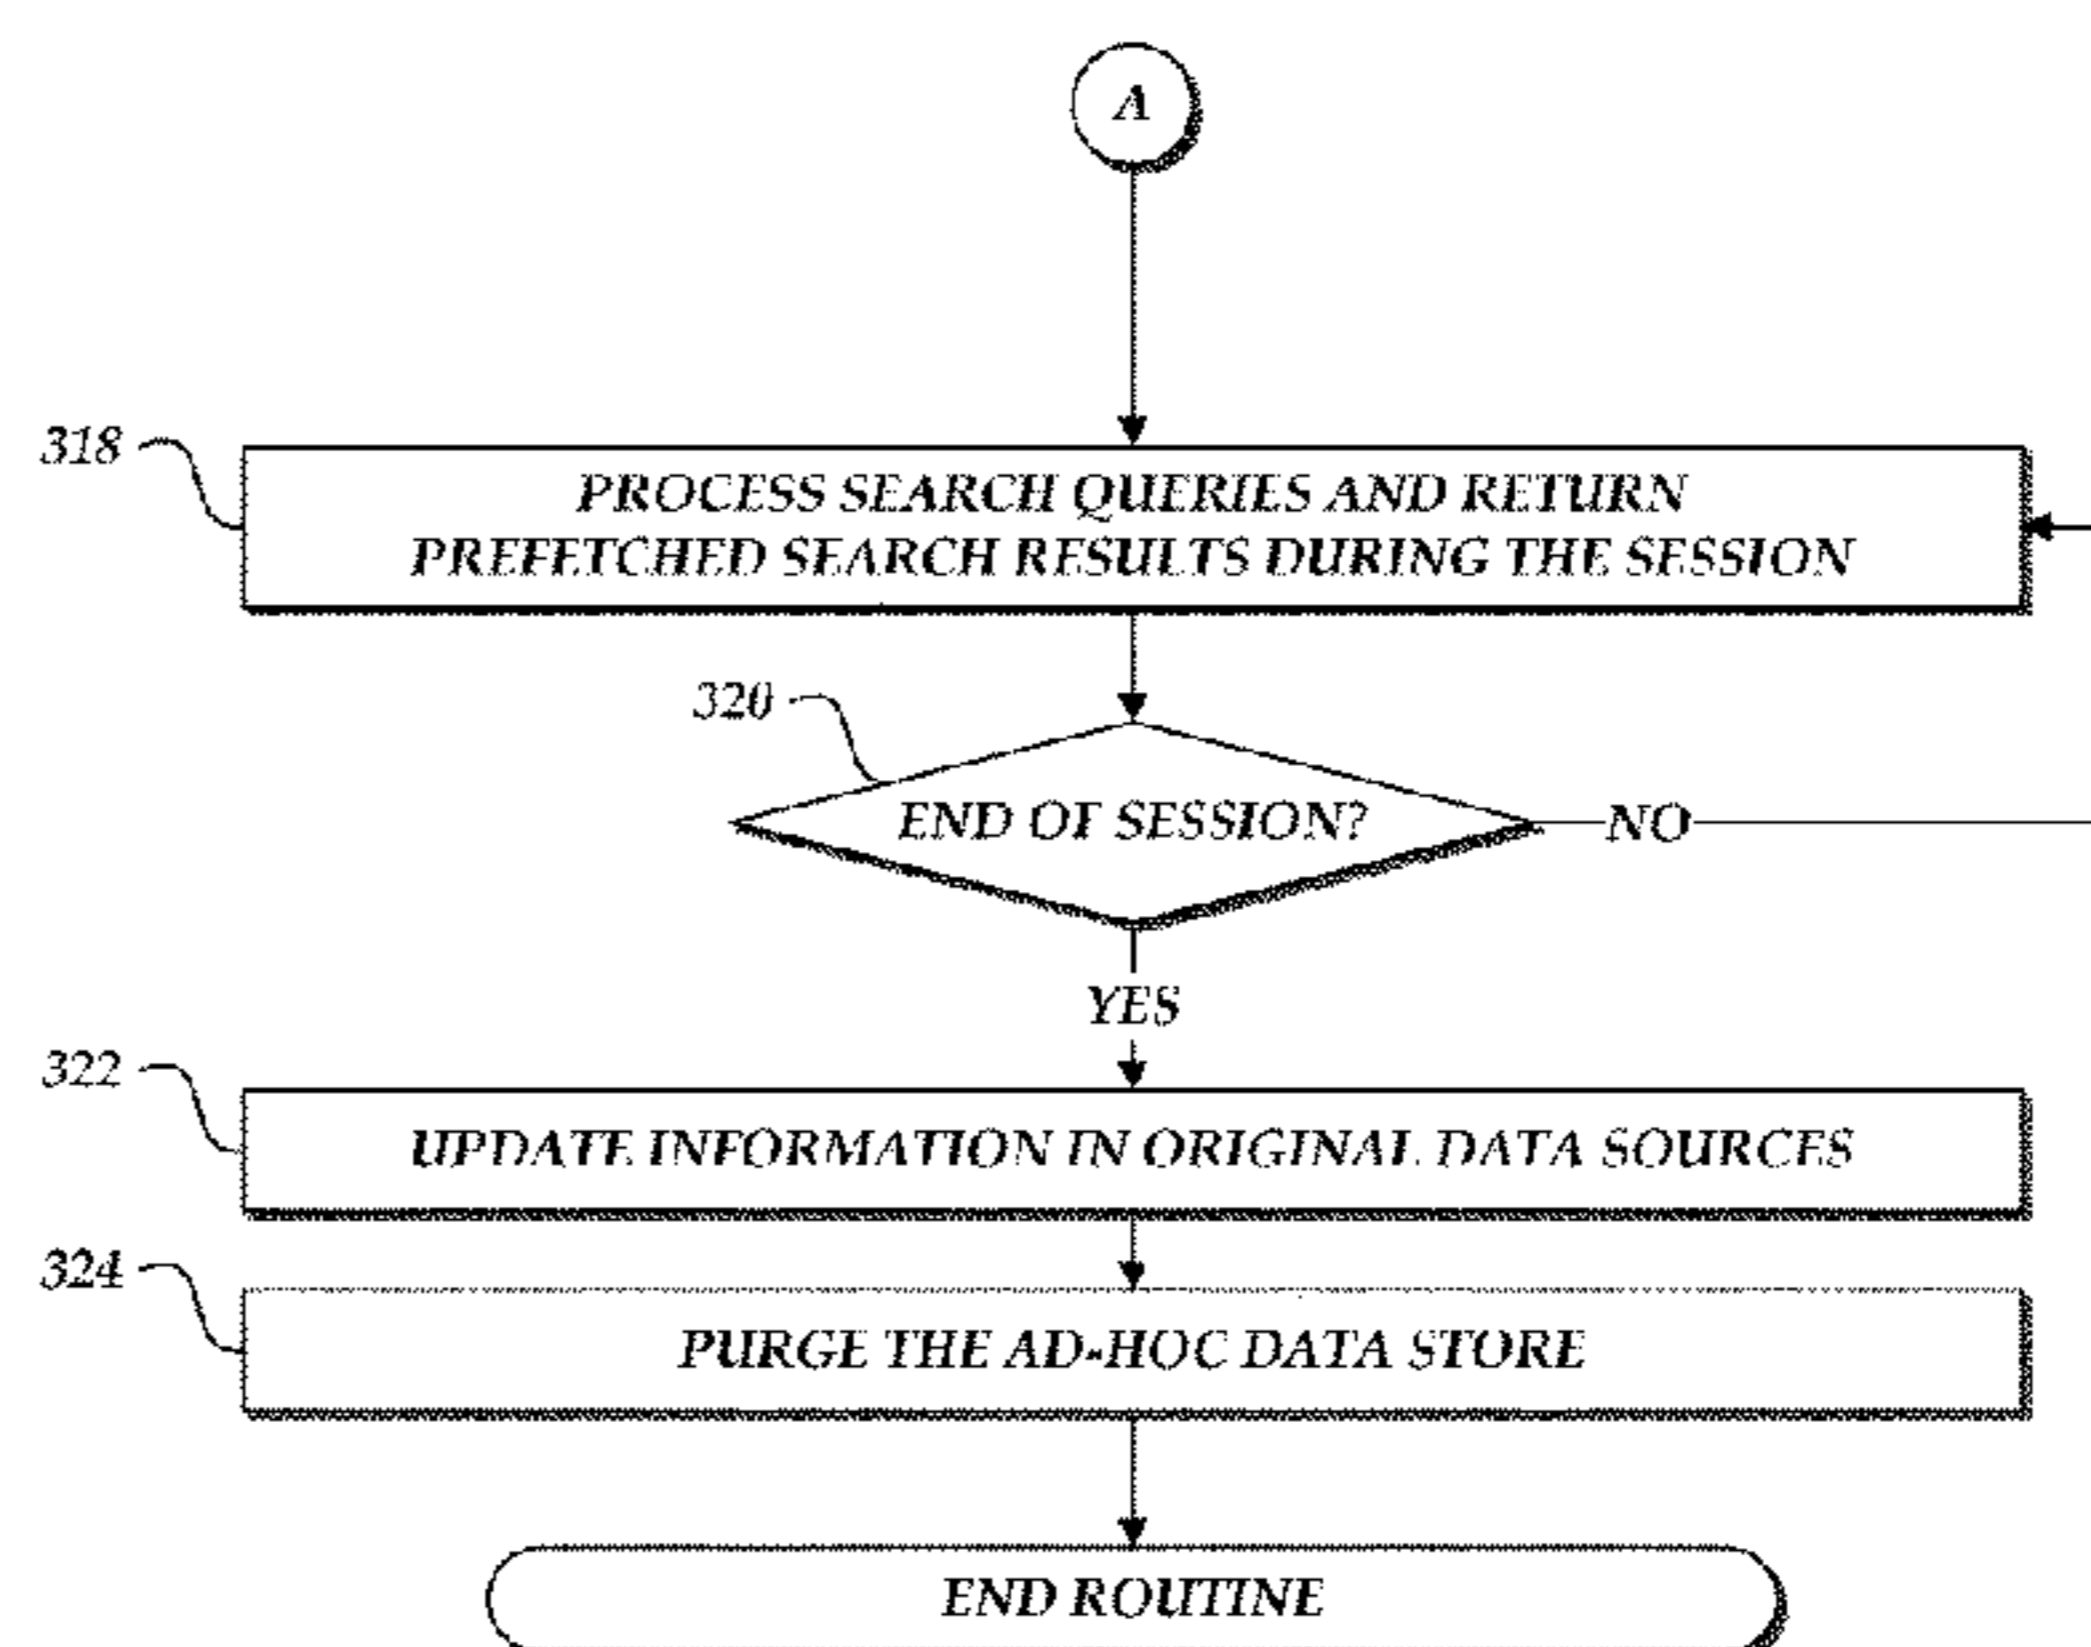 A
318
PROCESS SEARCH QUERIES AND RETURN
PREFETCHED SEARCH RESULTS DURING THE SESSION
320
END OF SESSION?
NO
YES
322
UPDATE INFORMATION IN ORIGINAL DATA SOURCES
324
PURGE THE AD-HOC DATA STORE
END ROUTINE